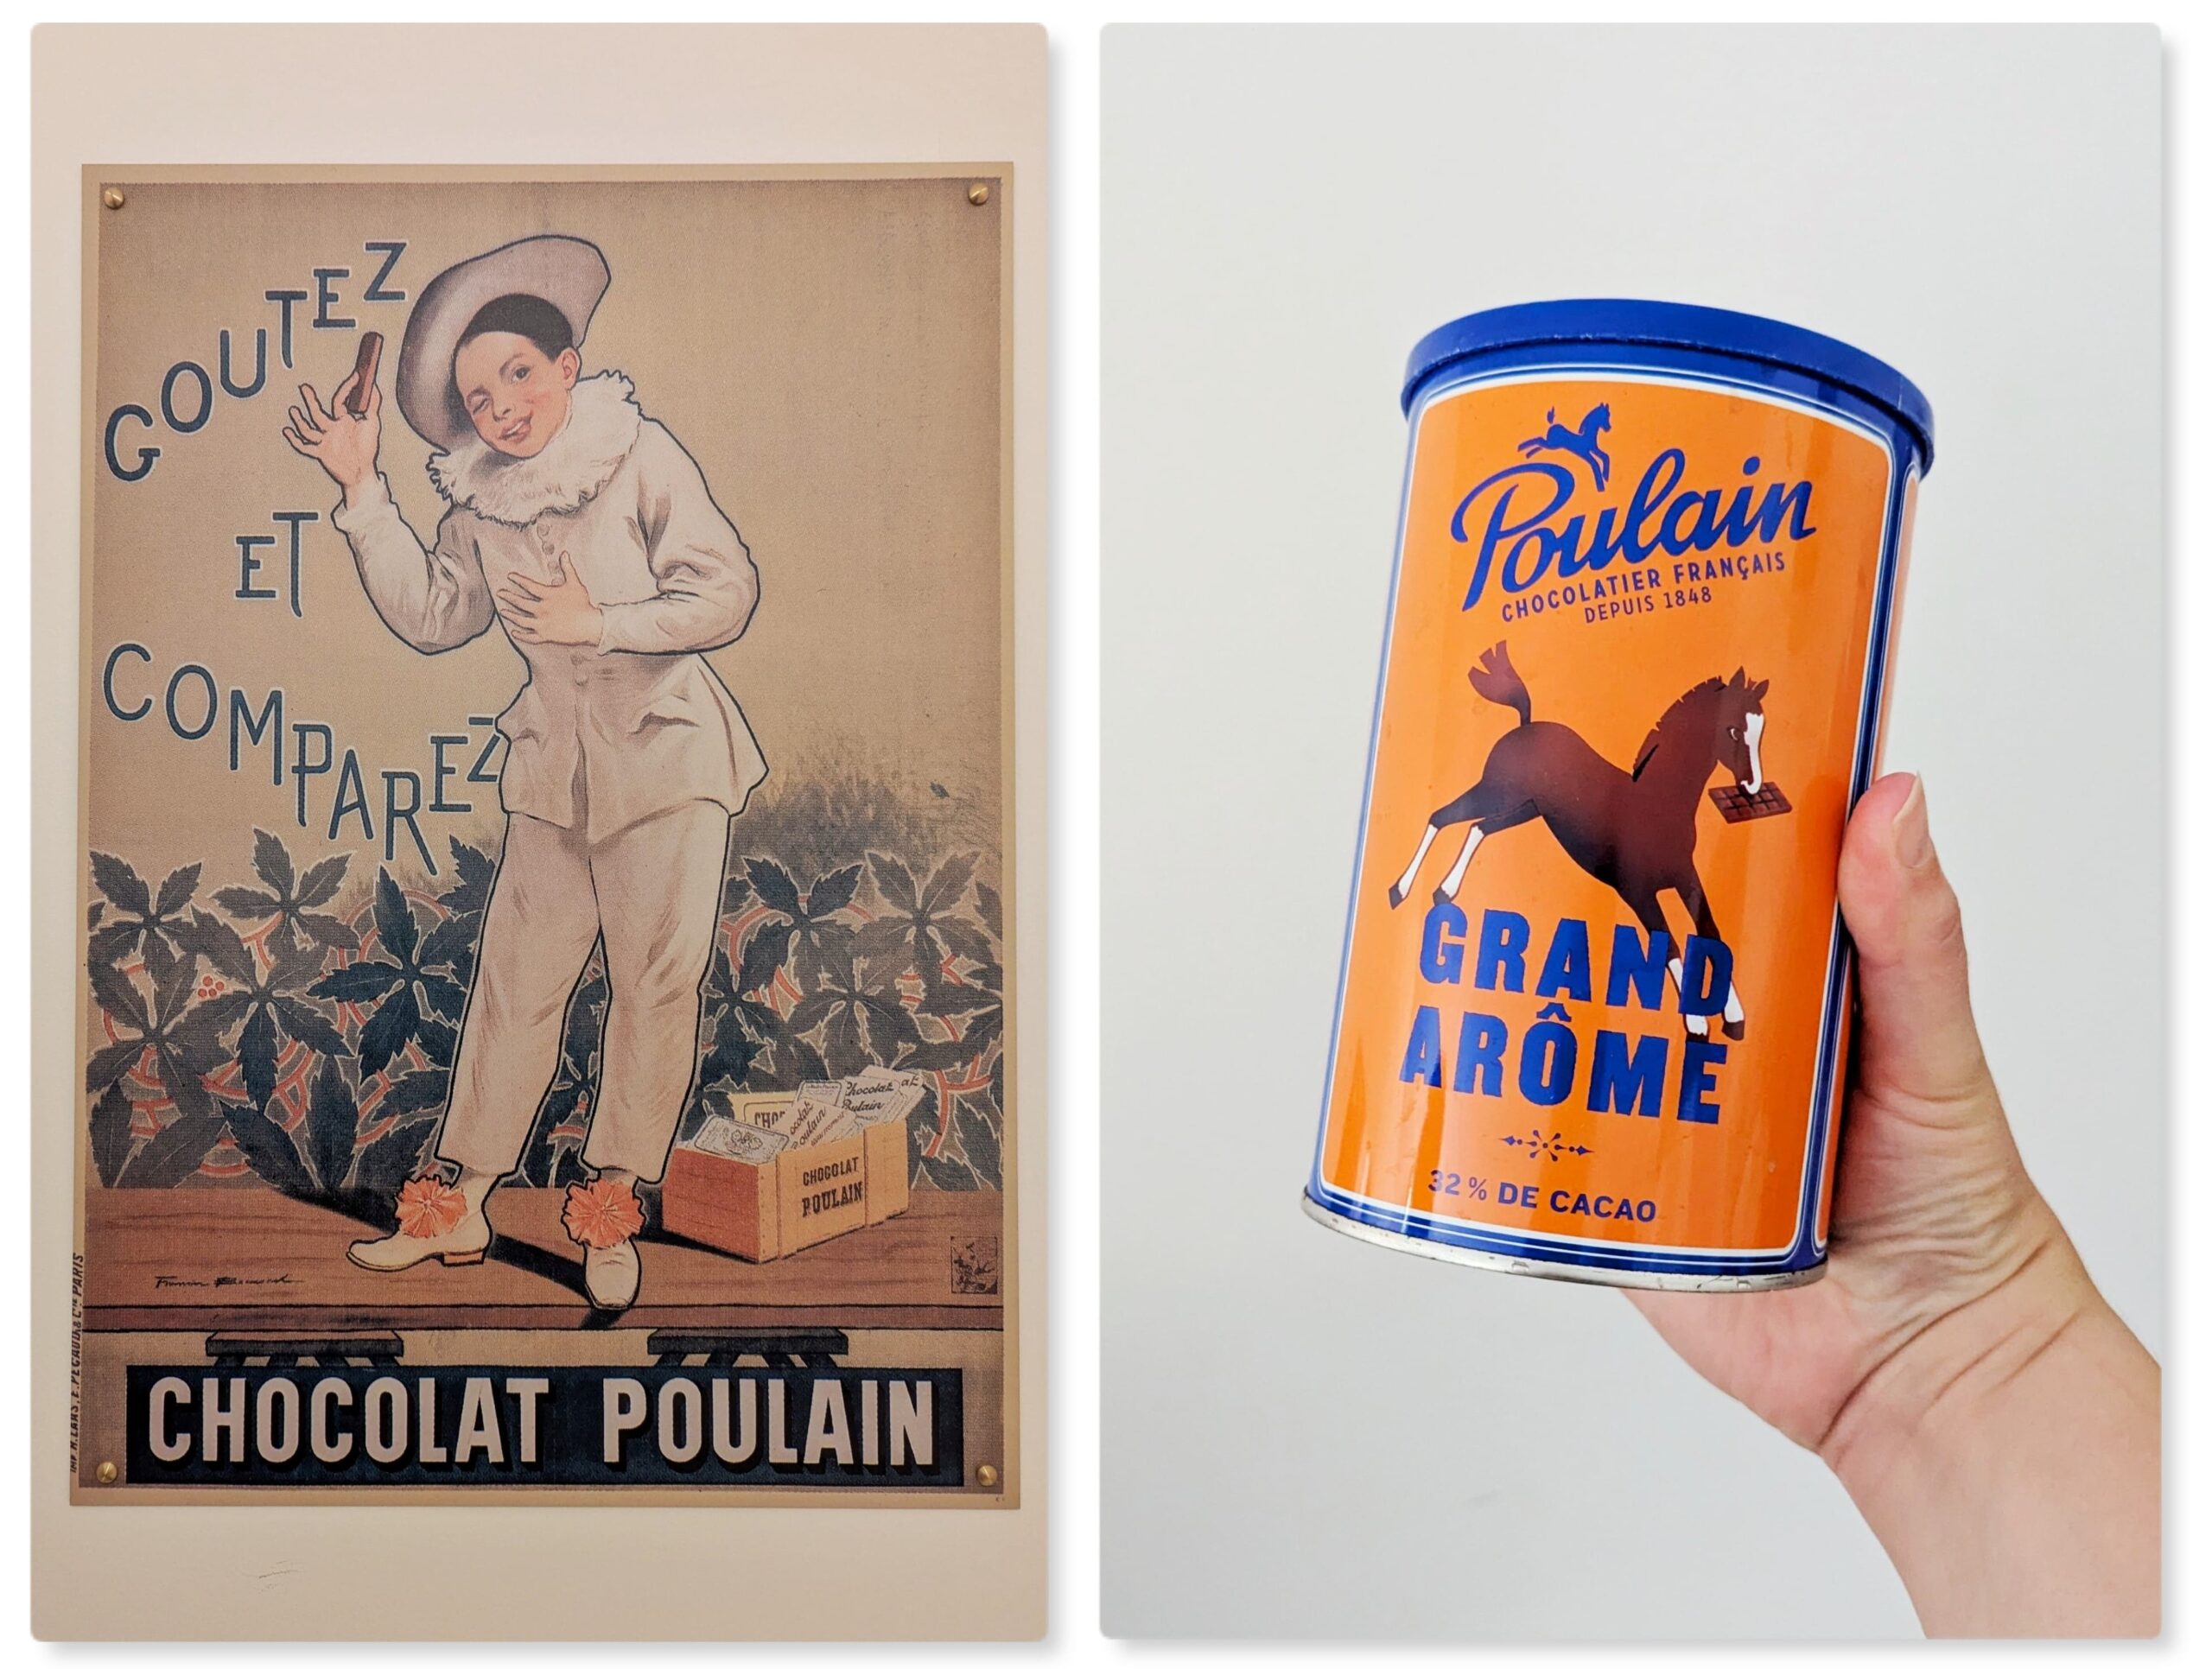 GOUTEZ
ET
COMPAREZ
Chocolat
Poulain
CHOCOLAT
POULAIN
CHOCOLAT POULAIN
Poulain
CHOCOLATIER FRANÇAIS
DEPUIS 1848
GRAND
ARÔME
32 % DE CACAO